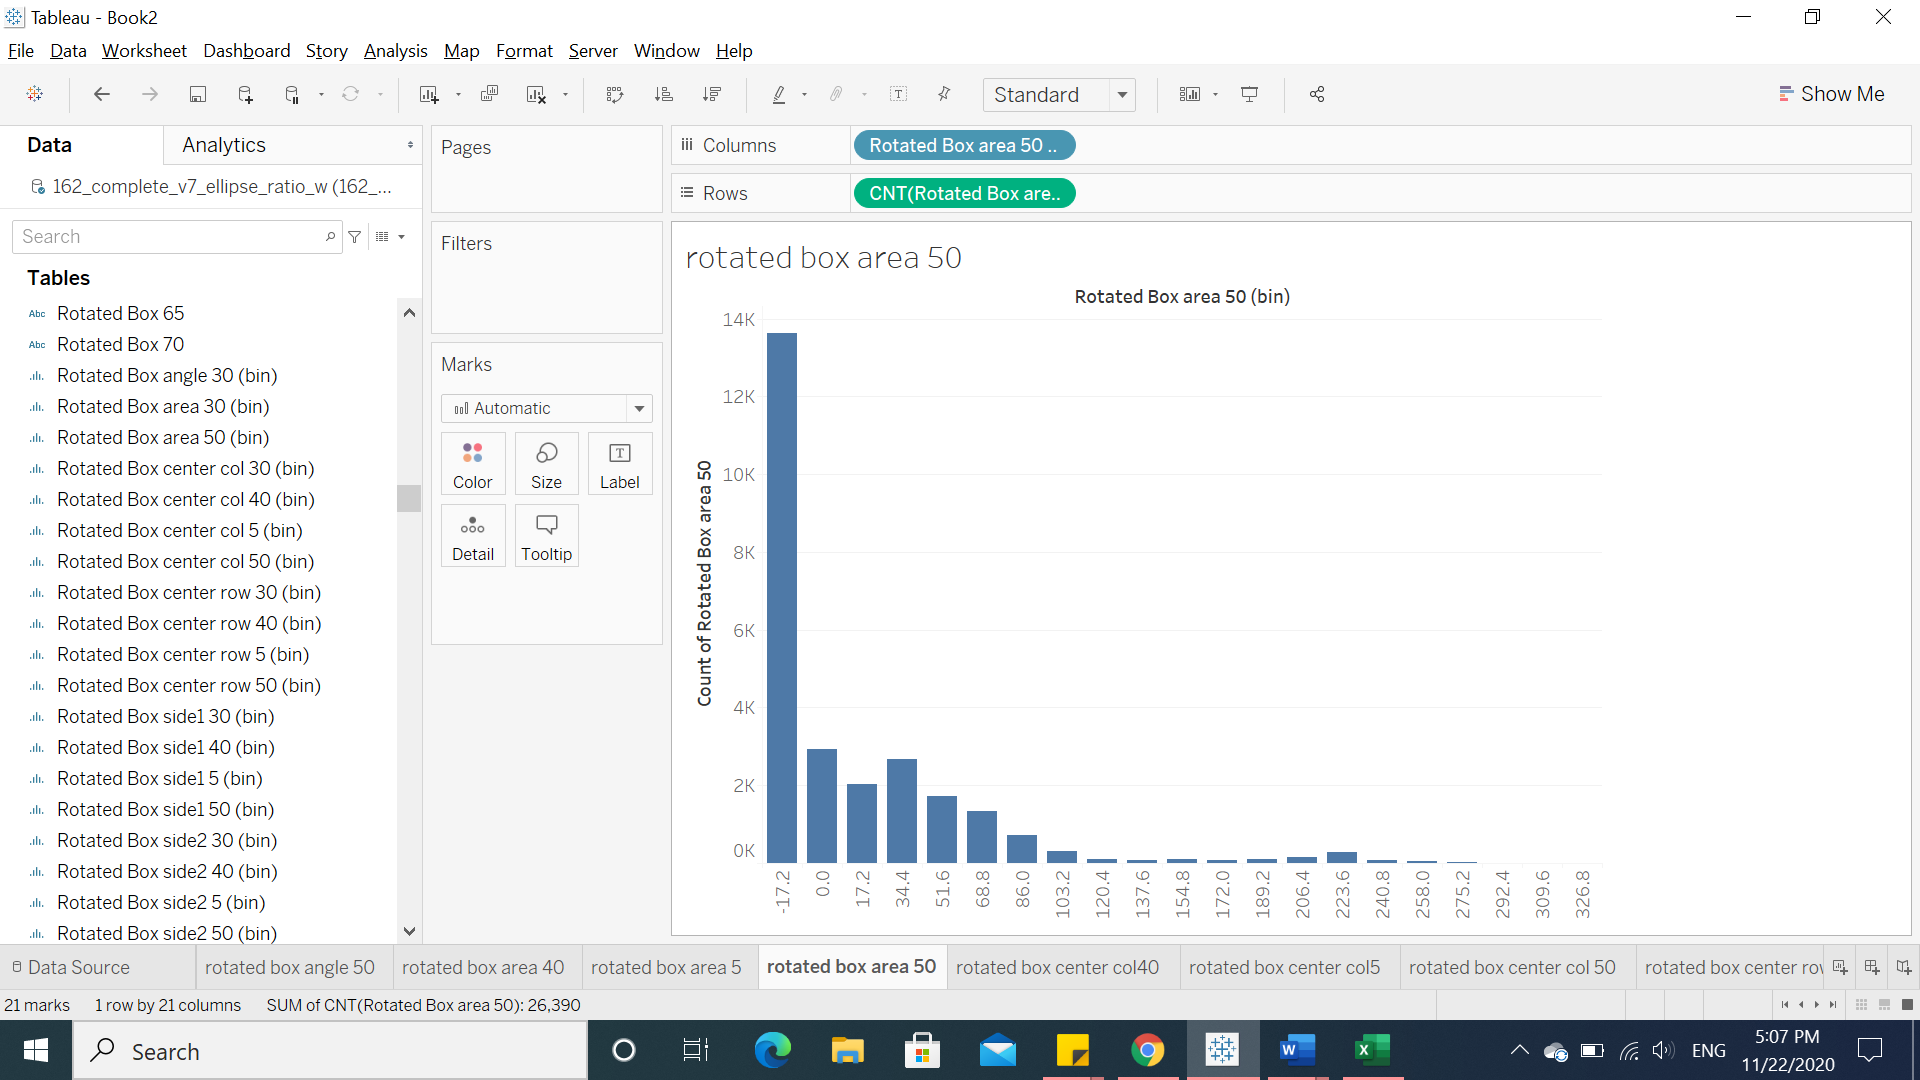 Tableau - Book2
File Data Worksheet Dashboard Story Analysis Map Format Server Window Help
Standard
Show Me
Data
Analytics
162_complete_v7_ellipse_ratio_w (162_...
Search
Tables
Abc Rotated Box 65
Abc Rotated Box 70
Rotated Box angle 30 (bin)
Rotated Box area 30 (bin)
Rotated Box area 50 (bin)
Rotated Box center col 30 (bin)
Rotated Box center col 40 (bin)
Rotated Box center col 5 (bin)
Rotated Box center col 50 (bin)
Rotated Box center row 30 (bin)
Rotated Box center row 40 (bin)
Rotated Box center row 5 (bin)
Rotated Box center row 50 (bin)
Rotated Box side1 30 (bin)
Rotated Box side1 40 (bin)
Rotated Box side1 5 (bin)
Rotated Box side1 50 (bin)
Rotated Box side2 30 (bin)
Rotated Box side2 40 (bin)
Rotated Box side2 5 (bin)
Rotated Box side2 50 (bin)
Pages
Filters
Marks
Automatic
Color
Size
Label
Detail
Tooltip
Columns
Rotated Box area 50 ..
Rows
CNT(Rotated Box are..
rotated box area 50
Rotated Box area 50 (bin)
Count of Rotated Box area 50
14K
12K
10K
8K
6K
4K
2K
0K
-17.2
0.0
17.2
34.4
51.6
68.8
86.0
103.2
120.4
137.6
154.8
172.0
189.2
206.4
223.6
240.8
258.0
275.2
292.4
309.6
326.8
Data Source
rotated box angle 50
rotated box area 40
rotated box area 5
rotated box area 50
rotated box center col40
rotated box center col5
rotated box center col 50
rotated box center rov
21 marks
1 row by 21 columns
SUM of CNT(Rotated Box area 50): 26,390
Search
ENG
5:07 PM
11/22/2020